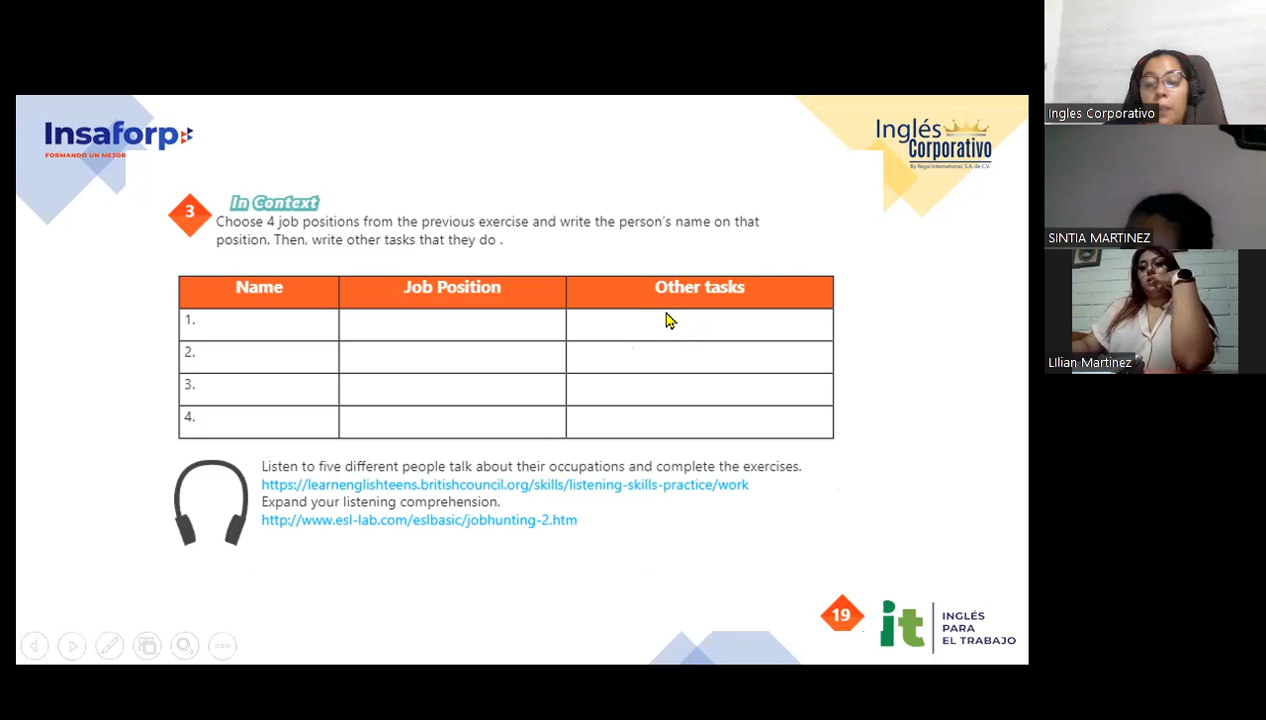 Insaforp
FORMANDO UN MEJOR
Inglés
Corporativo
By Regal International, S.A. de C.V.
3
In Context
Choose 4 job positions from the previous exercise and write the person's name on that
position. Then, write other tasks that they do .
Name Job Position Other tasks
1.
2.
3.
4.
Listen to five different people talk about their occupations and complete the exercises.
https://learnenglishteens.britishcouncil.org/skills/listening-skills-practice/work
Expand your listening comprehension.
http://www.esl-lab.com/eslbasic/jobhunting-2.htm
19
it
INGLÉS
PARA
EL TRABAJO
Ingles Corporativo
SINTIA MARTINEZ
LIlian Martinez